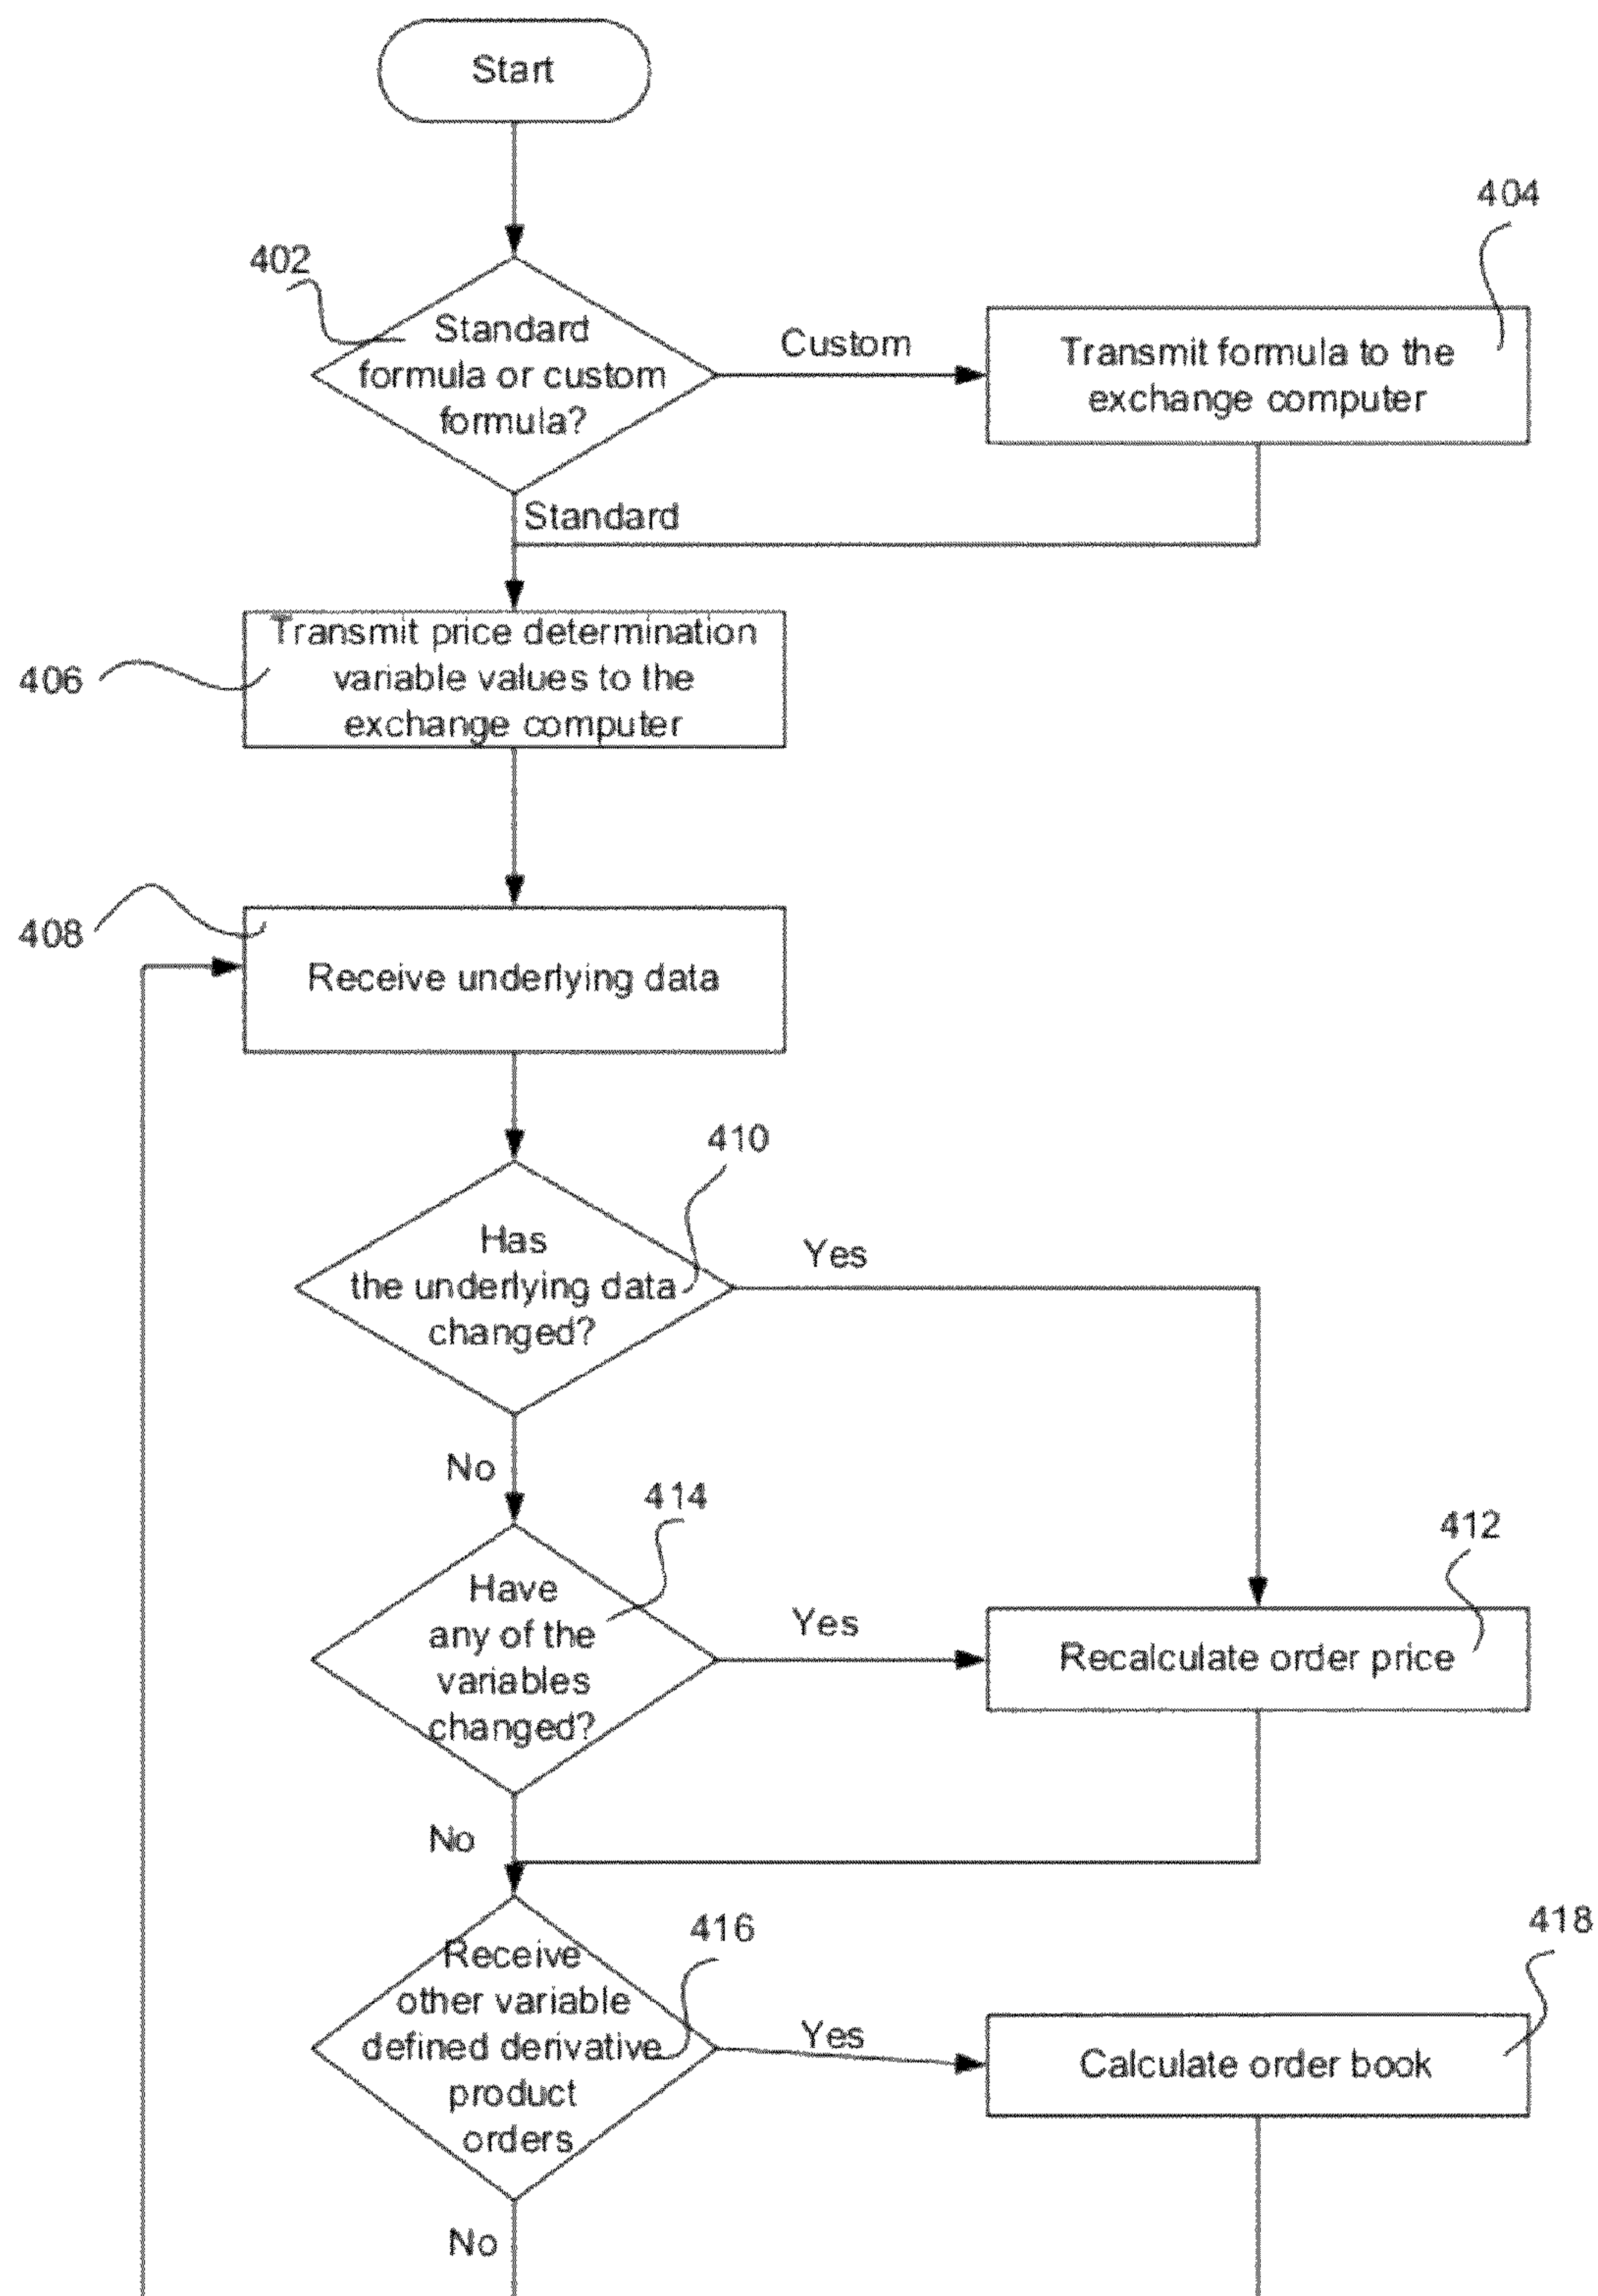 Start
404
402
Standard
formula or custom
formula?
Custom
Transmit formula to the
exchange computer
Standard
Transmit price determination
variable values to the
exchange computer
406
408
Receive underlying data
410
Has
the underlying data
changed?
Yes
No
414
412
Have
any of the
variables
changed?
Yes
Recalculate order price
No
416
418
Receive
other variable
defined derivative
product
orders
Yes
Calculate order book
No